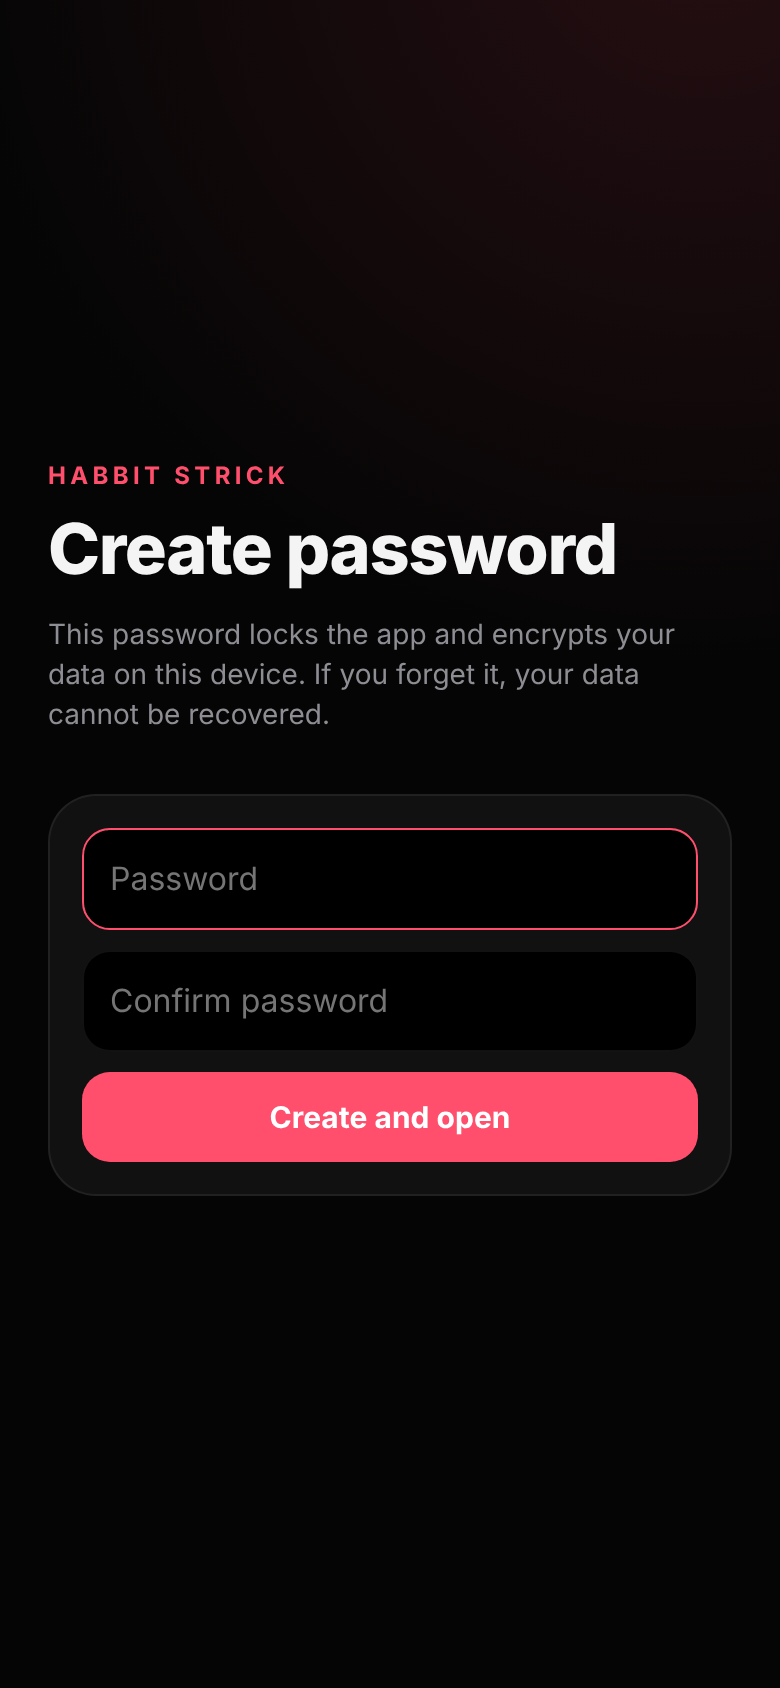 HABBIT STRICK
Create password
This password locks the app and encrypts your
data on this device. If you forget it, your data
cannot be recovered.
Password
Confirm password
Create and open